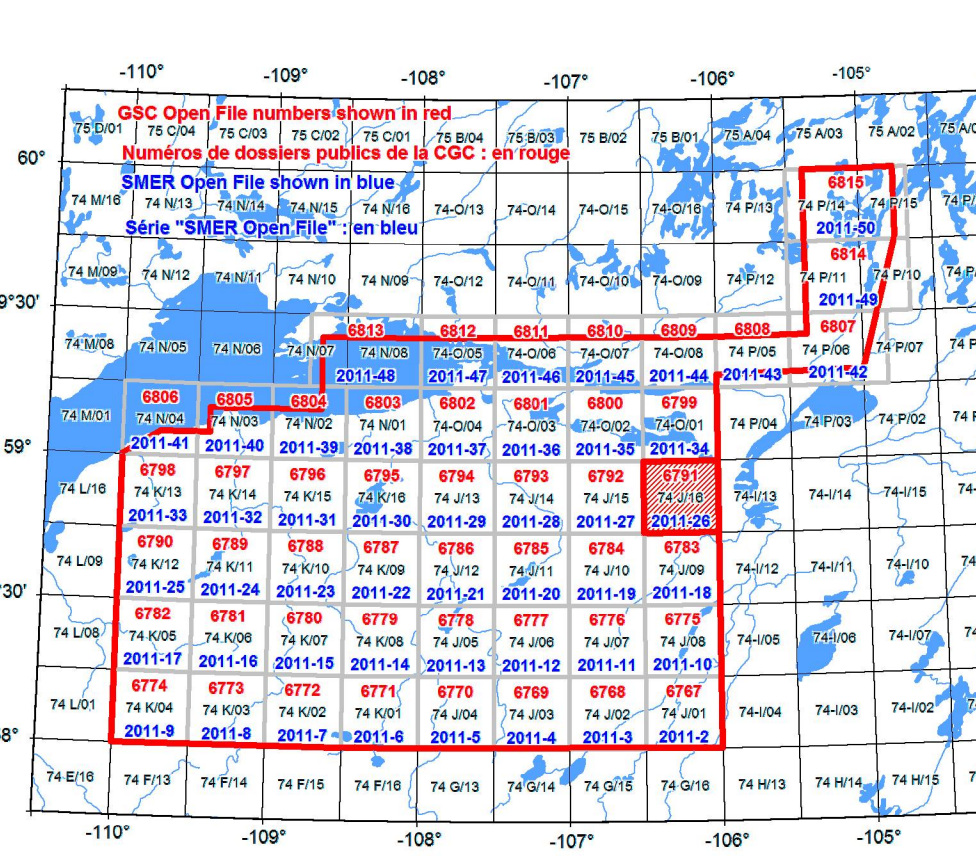 -110° -109° -108° -107° -106° -105°
GSC Open File numbers shown in red
75 D/01 75 C/04 75 C/03 75 C/02 75 C/01 75 B/04 75 B/03 75 B/02 75 B/01 75 A/04 75 A/03 75 A/02
Numéros de dossiers publics de la CGC : en rouge
60°
SMER Open File shown in blue
6815
74 M/16 74 N/13 74 N/14 74 N/15 74 N/16 74-O/13 74-O/14 74-O/15 74-O/16 74 P/13 74 P/14 74 P/15
Série "SMER Open File" : en bleu
2011-50
6814
74 M/09 74 N/12 74 N/11 74 N/10 74 N/09 74-O/12 74-O/11 74-O/10 74-O/09 74 P/12 74 P/11 74 P/10
9°30'
2011-49
6813 6812 6811 6810 6809 6808 6807
74 M/08 74 N/05 74 N/06 74 N/07 74 N/08 74-O/05 74-O/06 74-O/07 74-O/08 74 P/05 74 P/06 74 P/07
2011-48 2011-47 2011-46 2011-45 2011-44 2011-43 2011-42
6806 6805 6804 6803 6802 6801 6800 6799
74 M/01 74 N/04 74 N/03 74 N/02 74 N/01 74-O/04 74-O/03 74-O/02 74-O/01 74 P/04 74 P/03 74 P/02
59°
2011-41 2011-40 2011-39 2011-38 2011-37 2011-36 2011-35 2011-34
6798 6797 6796 6795 6794 6793 6792 6791
74 L/16 74 K/13 74 K/14 74 K/15 74 K/16 74 J/13 74 J/14 74 J/15 74 J/16 74-I/13 74-I/14 74-I/15
2011-33 2011-32 2011-31 2011-30 2011-29 2011-28 2011-27 2011-26
6790 6789 6788 6787 6786 6785 6784 6783
74 L/09 74 K/12 74 K/11 74 K/10 74 K/09 74 J/12 74 J/11 74 J/10 74 J/09 74-I/12 74-I/11 74-I/10
°30'
2011-25 2011-24 2011-23 2011-22 2011-21 2011-20 2011-19 2011-18
6782 6781 6780 6779 6778 6777 6776 6775
74 L/08 74 K/05 74 K/06 74 K/07 74 K/08 74 J/05 74 J/06 74 J/07 74 J/08 74-I/05 74-I/06 74-I/07
2011-17 2011-16 2011-15 2011-14 2011-13 2011-12 2011-11 2011-10
6774 6773 6772 6771 6770 6769 6768 6767
74 L/01 74 K/04 74 K/03 74 K/02 74 K/01 74 J/04 74 J/03 74 J/02 74 J/01 74-I/04 74-I/03 74-I/02
8°
2011-9 2011-8 2011-7 2011-6 2011-5 2011-4 2011-3 2011-2
74 E/16 74 F/13 74 F/14 74 F/15 74 F/16 74 G/13 74 G/14 74 G/15 74 G/16 74 H/13 74 H/14 74 H/15
-110° -109° -108° -107° -106° -105°